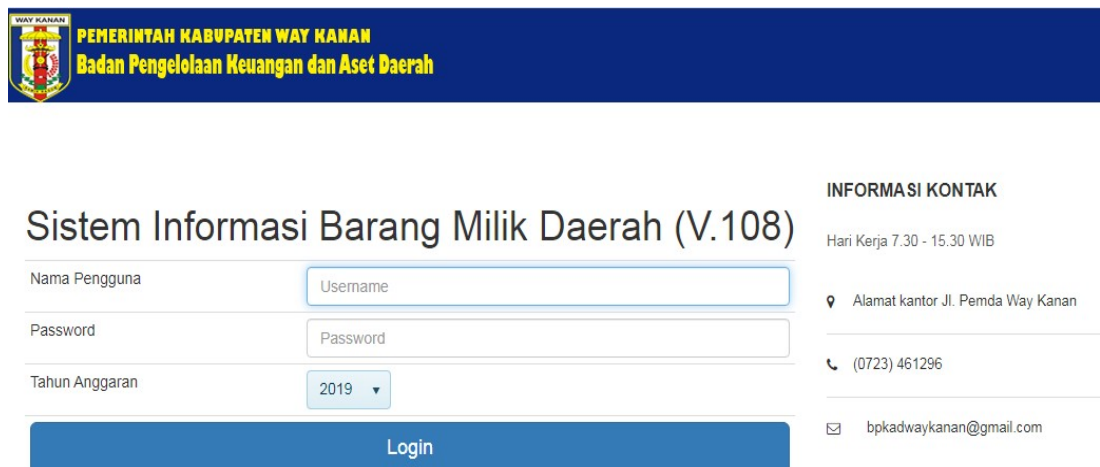 WAY KANAN
PEMERINTAH KABUPATEN WAY KANAN
Badan Pengelolaan Keuangan dan Aset Daerah
Sistem Informasi Barang Milik Daerah (V.108)
Nama Pengguna
Username
Password
Password
Tahun Anggaran
2019
Login
INFORMASI KONTAK
Hari Kerja 7.30 - 15.30 WIB
Alamat kantor Jl. Pemda Way Kanan
(0723) 461296
bpkadwaykanan@gmail.com